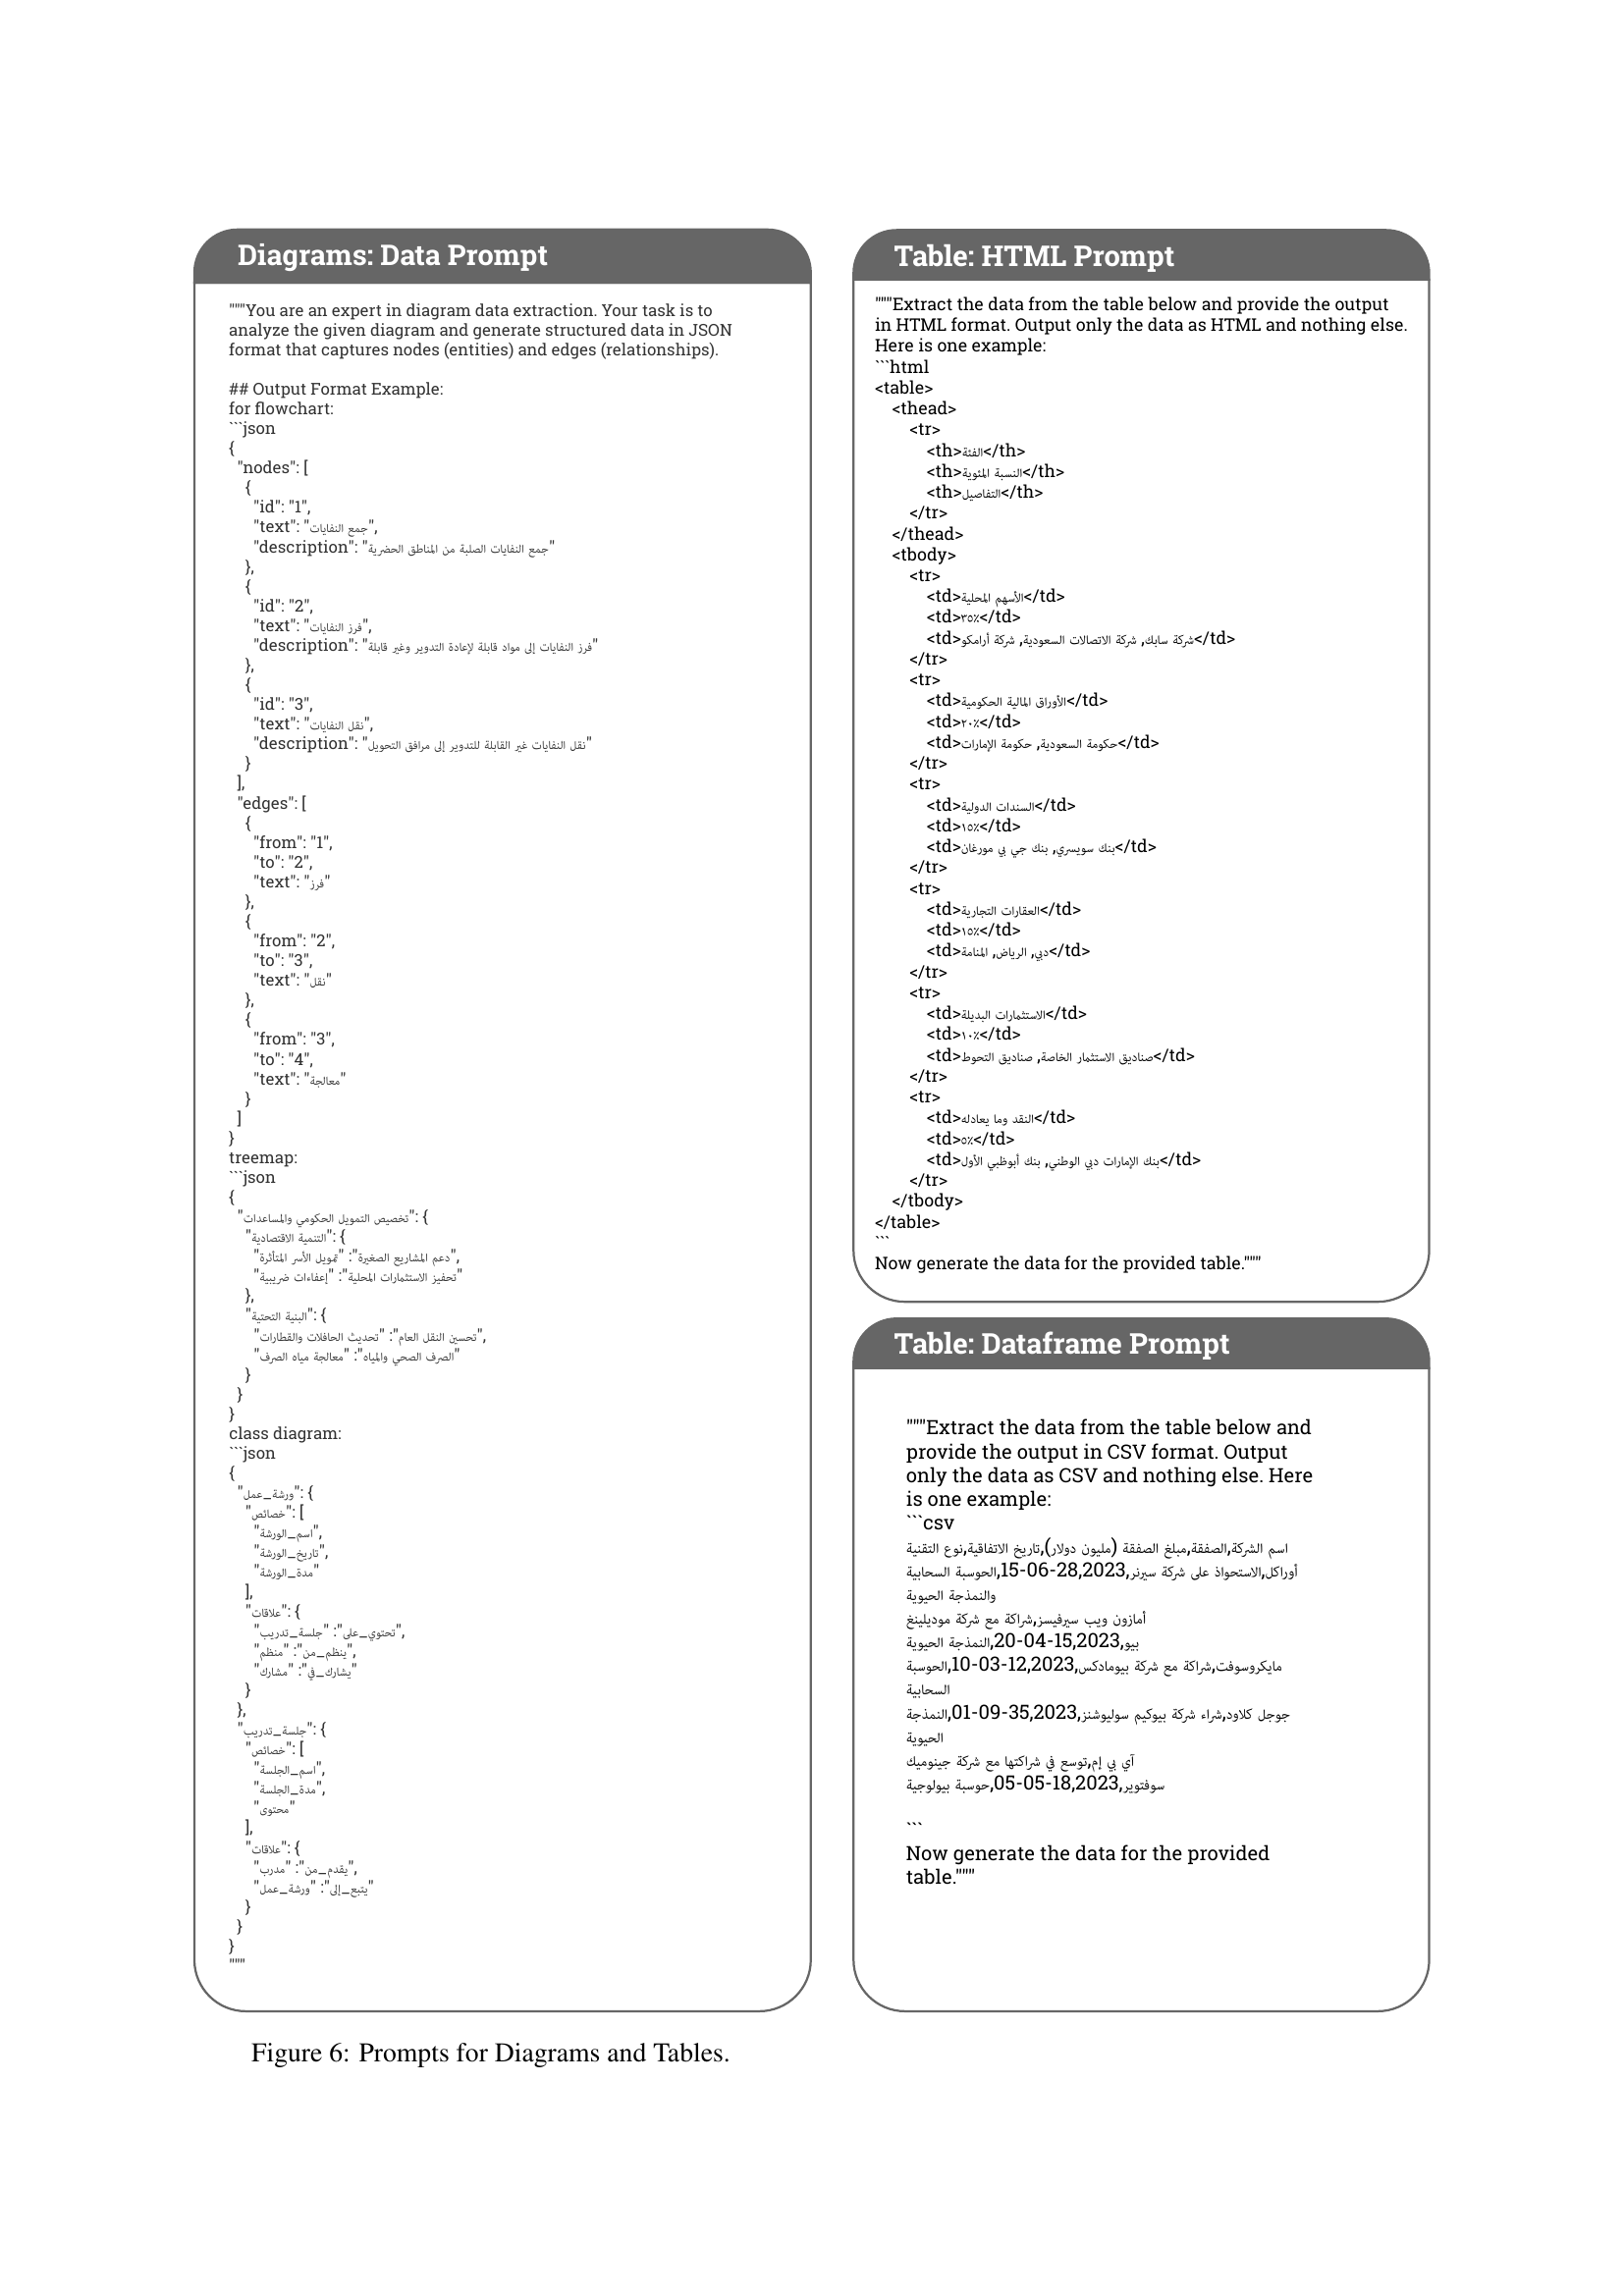 Diagrams: Data Prompt
"""You are an expert in diagram data extraction. Your task is to
analyze the given diagram and generate structured data in JSON
format that captures nodes (entities) and edges (relationships).
## Output Format Example:
for flowchart:
```json
{
"nodes": [
{
"id": "1",
"text": "جمع النفايات",
"description": "جمع النفايات الصلبة من المناطق الحضرية"
},
{
"id": "2",
"text": "فرز النفايات",
"description": "فرز النفايات إلى مواد قابلة لإعادة التدوير وغير قابلة"
},
{
"id": "3",
"text": "نقل النفايات",
"description": "نقل النفايات غير القابلة للتدوير إلى مرافق التحويل"
}
],
"edges": [
{
"from": "1",
"to": "2",
"text": "فرز"
},
{
"from": "2",
"to": "3",
"text": "نقل"
},
{
"from": "3",
"to": "4",
"text": "معالجة"
}
]
}
treemap:
```json
{
"تخصيص التمويل الحكومي والمساعدات": {
"التنمية الاقتصادية": {
"دعم المشاريع الصغيرة": "تمويل الأسر المتأثرة",
"تحفيز الاستثمارات المحلية": "إعفاءات ضريبية"
},
"البنية التحتية": {
"تحسين النقل العام": "تحديث الحافلات والقطارات",
"الصرف الصحي والمياه": "معالجة مياه الصرف"
}
}
}
class diagram:
```json
{
"ورشة_عمل": {
"خصائص": [
"اسم_الورشة",
"تاريخ_الورشة",
"مدة_الورشة"
],
"علاقات": {
"تحتوي_على": "جلسة_تدريب",
"ينظم_من": "منظم",
"يشارك_في": "مشارك"
}
},
"جلسة_تدريب": {
"خصائص": [
"اسم_الجلسة",
"مدة_الجلسة",
"محتوى"
],
"علاقات": {
"يقدم_من": "مدرب",
"يتبع_إلى": "ورشة_عمل"
}
}
}
"""
Table: HTML Prompt
"""Extract the data from the table below and provide the output
in HTML format. Output only the data as HTML and nothing else.
Here is one example:
```html
<table>
<thead>
<tr>
<th>الفئة</th>
<th>النسبة المئوية</th>
<th>التفاصيل</th>
</tr>
</thead>
<tbody>
<tr>
<td>الأسهم المحلية</td>
<td>٣٥٪</td>
<td>شركة سابك, شركة الاتصالات السعودية, شركة أرامكو</td>
</tr>
<tr>
<td>الأوراق المالية الحكومية</td>
<td>٢٠٪</td>
<td>حكومة السعودية, حكومة الإمارات</td>
</tr>
<tr>
<td>السندات الدولية</td>
<td>١٥٪</td>
<td>بنك سويسري, بنك جي بي مورغان</td>
</tr>
<tr>
<td>العقارات التجارية</td>
<td>١٥٪</td>
<td>دبي, الرياض, المنامة</td>
</tr>
<tr>
<td>الاستثمارات البديلة</td>
<td>١٠٪</td>
<td>صناديق الاستثمار الخاصة, صناديق التحوط</td>
</tr>
<tr>
<td>النقد وما يعادله</td>
<td>٥٪</td>
<td>بنك الإمارات دبي الوطني, بنك أبوظبي الأول</td>
</tr>
</tbody>
</table>
```
Now generate the data for the provided table."""
Table: Dataframe Prompt
"""Extract the data from the table below and
provide the output in CSV format. Output
only the data as CSV and nothing else. Here
is one example:
```csv
اسم الشركة,الصفقة,مبلغ الصفقة (مليون دولار),تاريخ الاتفاقية,نوع التقنية
أوراكل,الاستحواذ على شركة سيرنر,28,2023-06-15,الحوسبة السحابية
والنمذجة الحيوية
أمازون ويب سيرفيسز,شراكة مع شركة موديلينغ
بيو,15,2023-04-20,النمذجة الحيوية
مايكروسوفت,شراكة مع شركة بيومادكس,12,2023-03-10,الحوسبة
السحابية
جوجل كلاود,شراء شركة بيوكيم سوليوشنز,35,2023-09-01,النمذجة
الحيوية
آي بي إم,توسع في شراكتها مع شركة جينوميك
سوفتوير,18,2023-05-05,حوسبة بيولوجية
```
Now generate the data for the provided
table."""
Figure 6: Prompts for Diagrams and Tables.